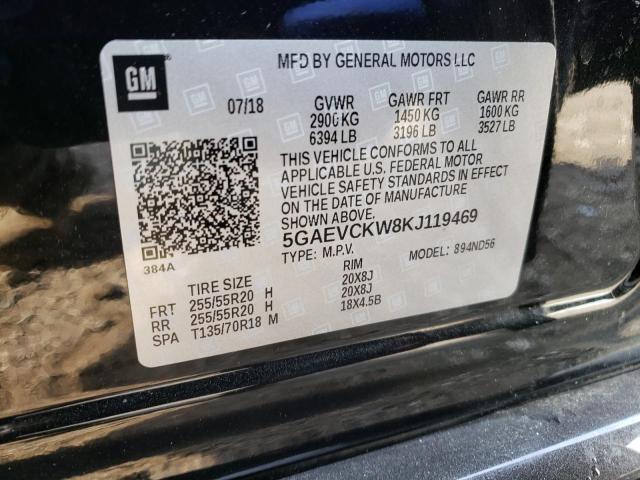 GM
MFD BY GENERAL MOTORS LLC
07/18 GVWR GAWR FRT GAWR RR
2906 KG 1450 KG 1600 KG
6394 LB 3196 LB 3527 LB
THIS VEHICLE CONFORMS TO ALL
APPLICABLE U.S. FEDERAL MOTOR
VEHICLE SAFETY STANDARDS IN EFFECT
ON THE DATE OF MANUFACTURE
SHOWN ABOVE.
5GAEVCKW8KJ119469
TYPE: M.P.V. MODEL: 894ND56
384A
TIRE SIZE RIM
FRT 255/55R20 H 20X8J
RR 255/55R20 H 20X8J
SPA T135/70R18 M 18X4.5B